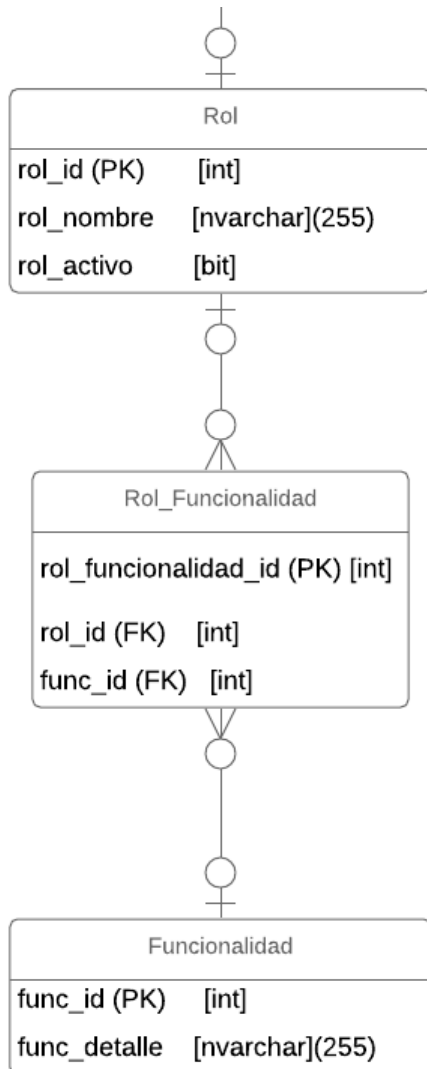 Rol
rol_id (PK) [int]
rol_nombre [nvarchar](255)
rol_activo [bit]
Rol_Funcionalidad
rol_funcionalidad_id (PK) [int]
rol_id (FK) [int]
func_id (FK) [int]
Funcionalidad
func_id (PK) [int]
func_detalle [nvarchar](255)